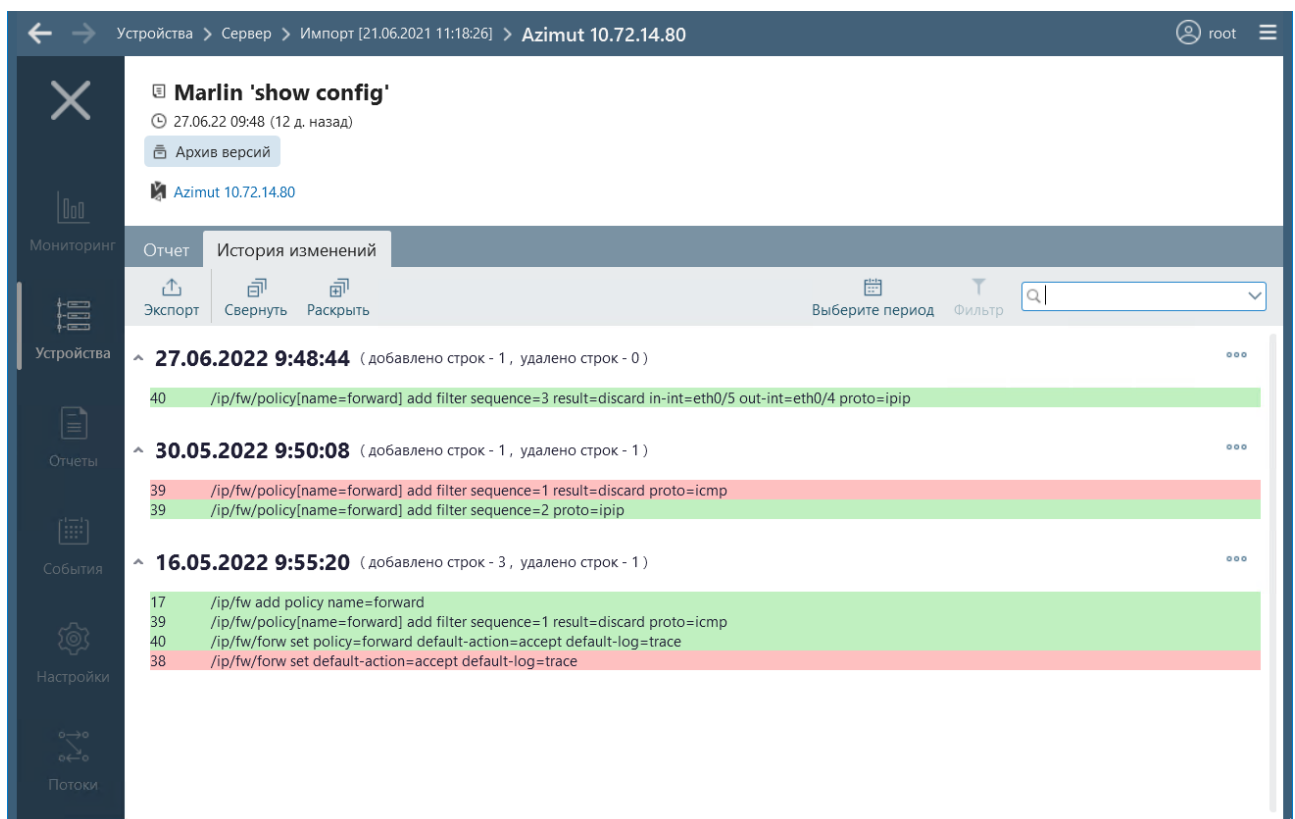 Устройства > Сервер > Импорт [21.06.2021 11:18:26] > Azimut 10.72.14.80 root
Marlin 'show config'
27.06.22 09:48 (12 д. назад)
Архив версий
Azimut 10.72.14.80
Мониторинг
Устройства
Отчеты
События
Настройки
Потоки
Отчет История изменений
Экспорт Свернуть Раскрыть Выберите период Фильтр
27.06.2022 9:48:44 ( добавлено строк - 1 , удалено строк - 0 )
40 /ip/fw/policy[name=forward] add filter sequence=3 result=discard in-int=eth0/5 out-int=eth0/4 proto=ipip
30.05.2022 9:50:08 ( добавлено строк - 1 , удалено строк - 1 )
39 /ip/fw/policy[name=forward] add filter sequence=1 result=discard proto=icmp
39 /ip/fw/policy[name=forward] add filter sequence=2 proto=ipip
16.05.2022 9:55:20 ( добавлено строк - 3 , удалено строк - 1 )
17 /ip/fw add policy name=forward
39 /ip/fw/policy[name=forward] add filter sequence=1 result=discard proto=icmp
40 /ip/fw/forw set policy=forward default-action=accept default-log=trace
38 /ip/fw/forw set default-action=accept default-log=trace